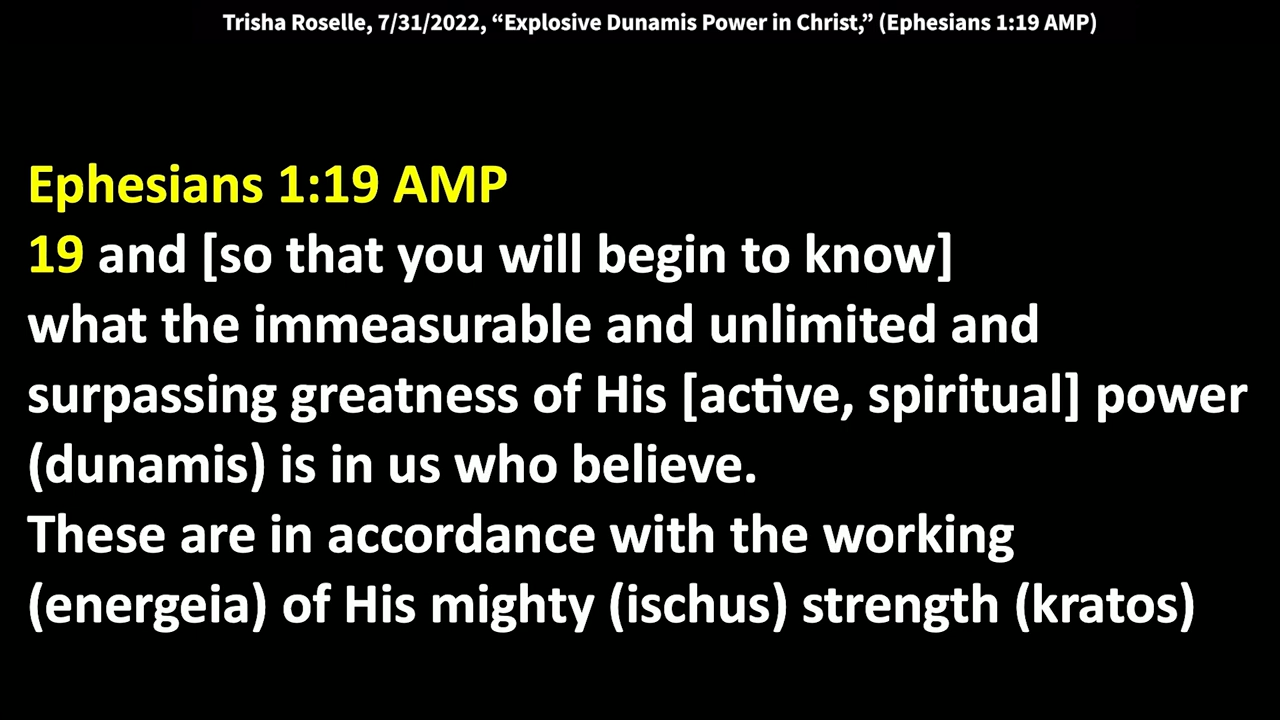 Trisha Roselle, 7/31/2022, “Explosive Dunamis Power in Christ,” (Ephesians 1:19 AMP)
Ephesians 1:19 AMP
19 and [so that you will begin to know]
what the immeasurable and unlimited and
surpassing greatness of His [active, spiritual] power
(dunamis) is in us who believe.
These are in accordance with the working
(energeia) of His mighty (ischus) strength (kratos)